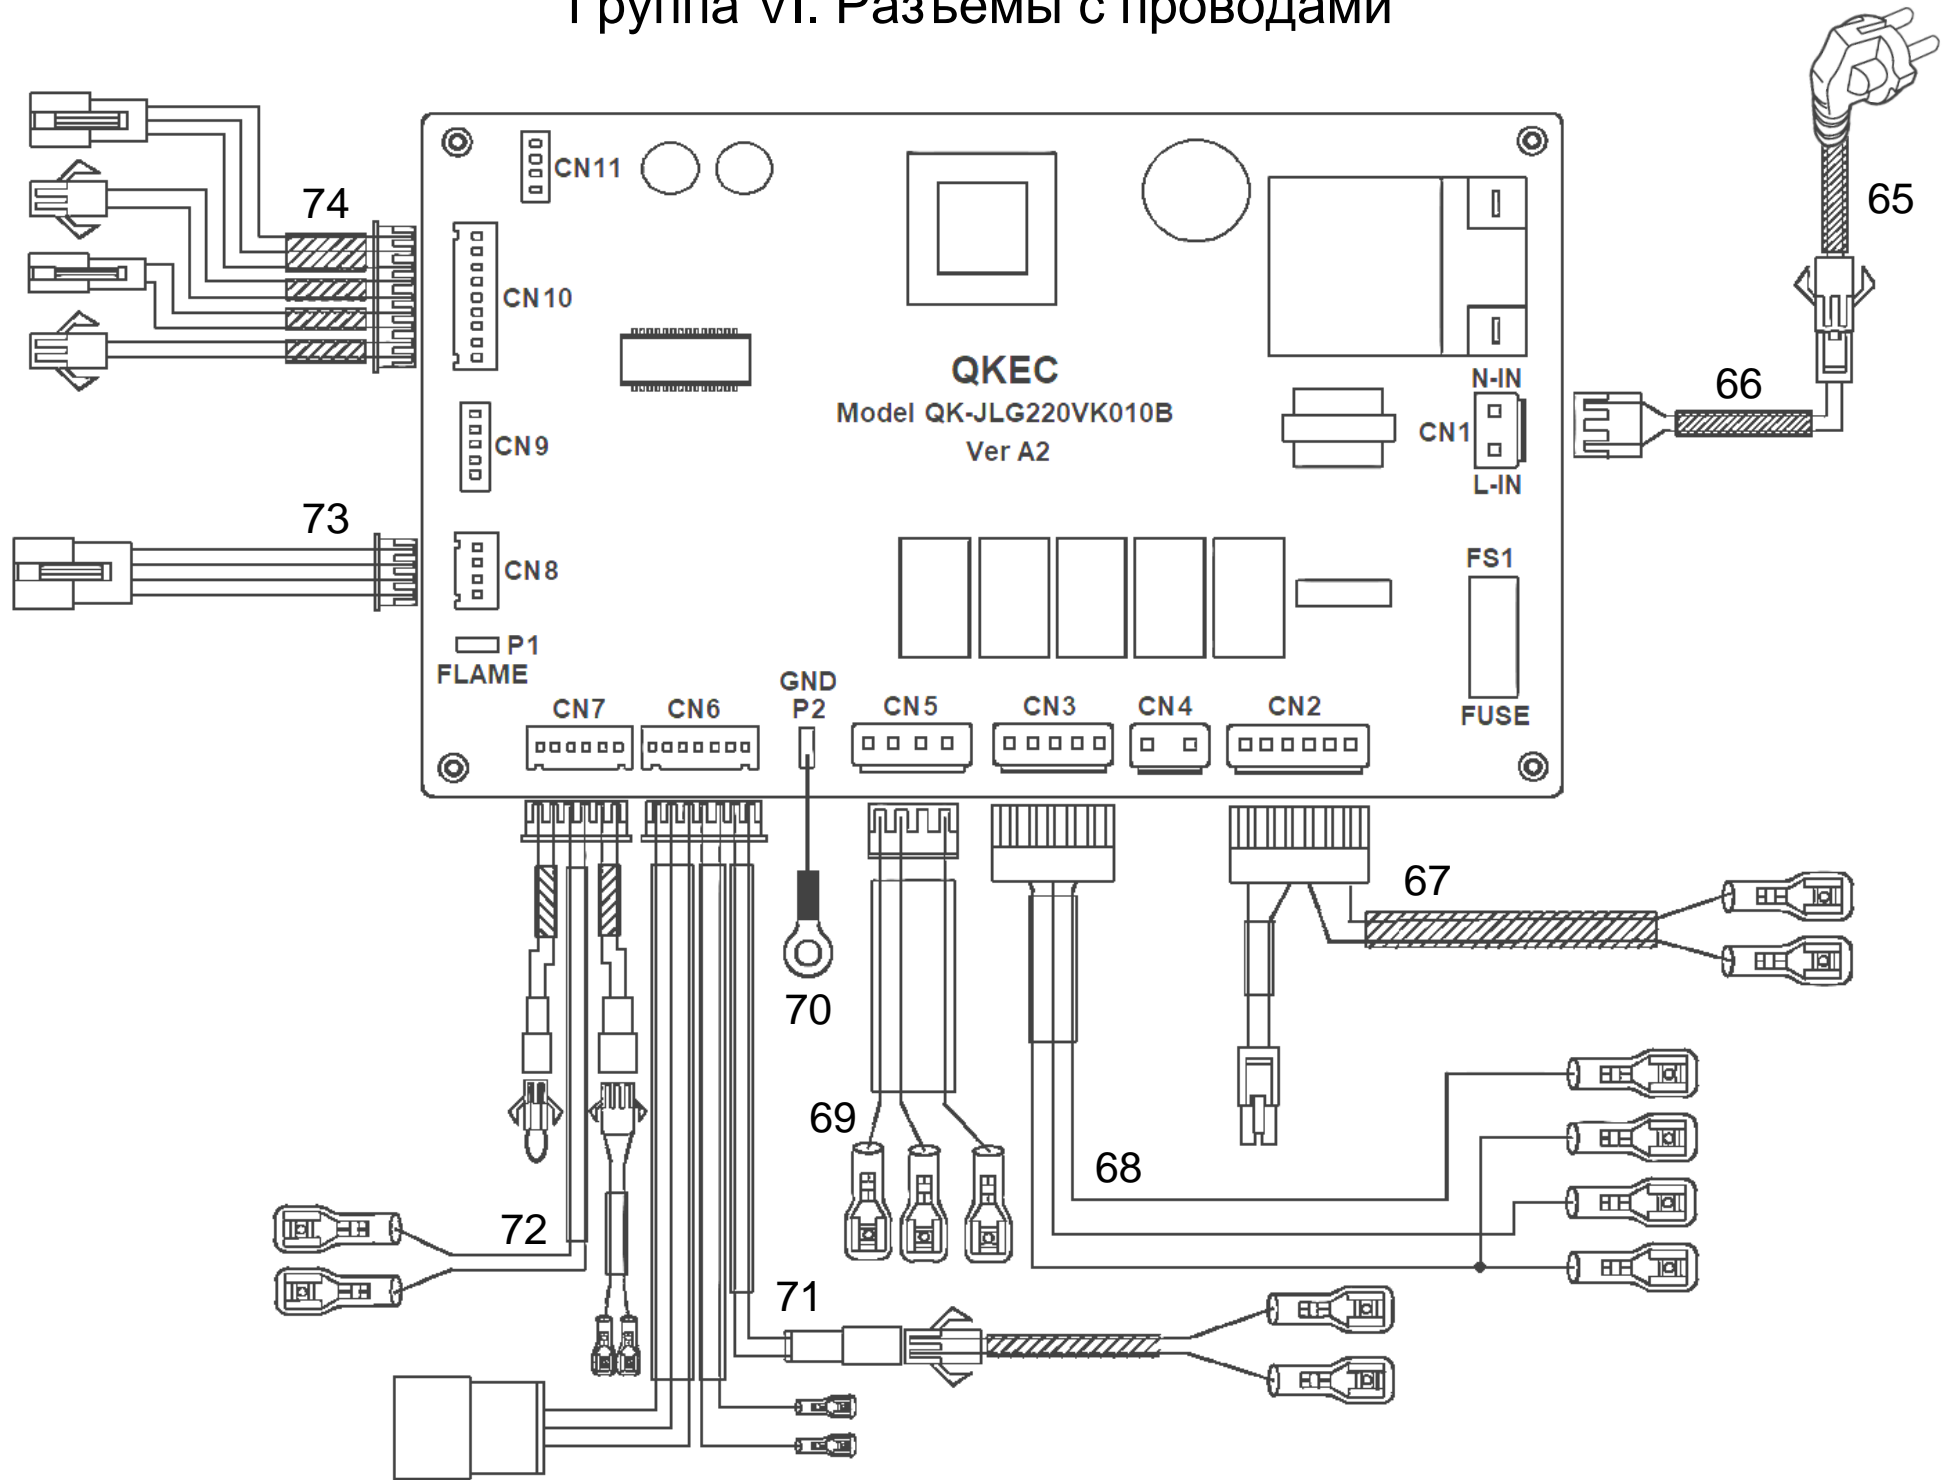 Группа VI. Разъемы с проводами
65
74
CN11
CN10
QKEC
Model QK-JLG220VK010B
Ver A2
N-IN
CN1
L-IN
66
CN9
73
CN8
FS1
FUSE
P1
FLAME
CN7
CN6
GND
P2
CN5
CN3
CN4
CN2
67
70
69
68
72
71